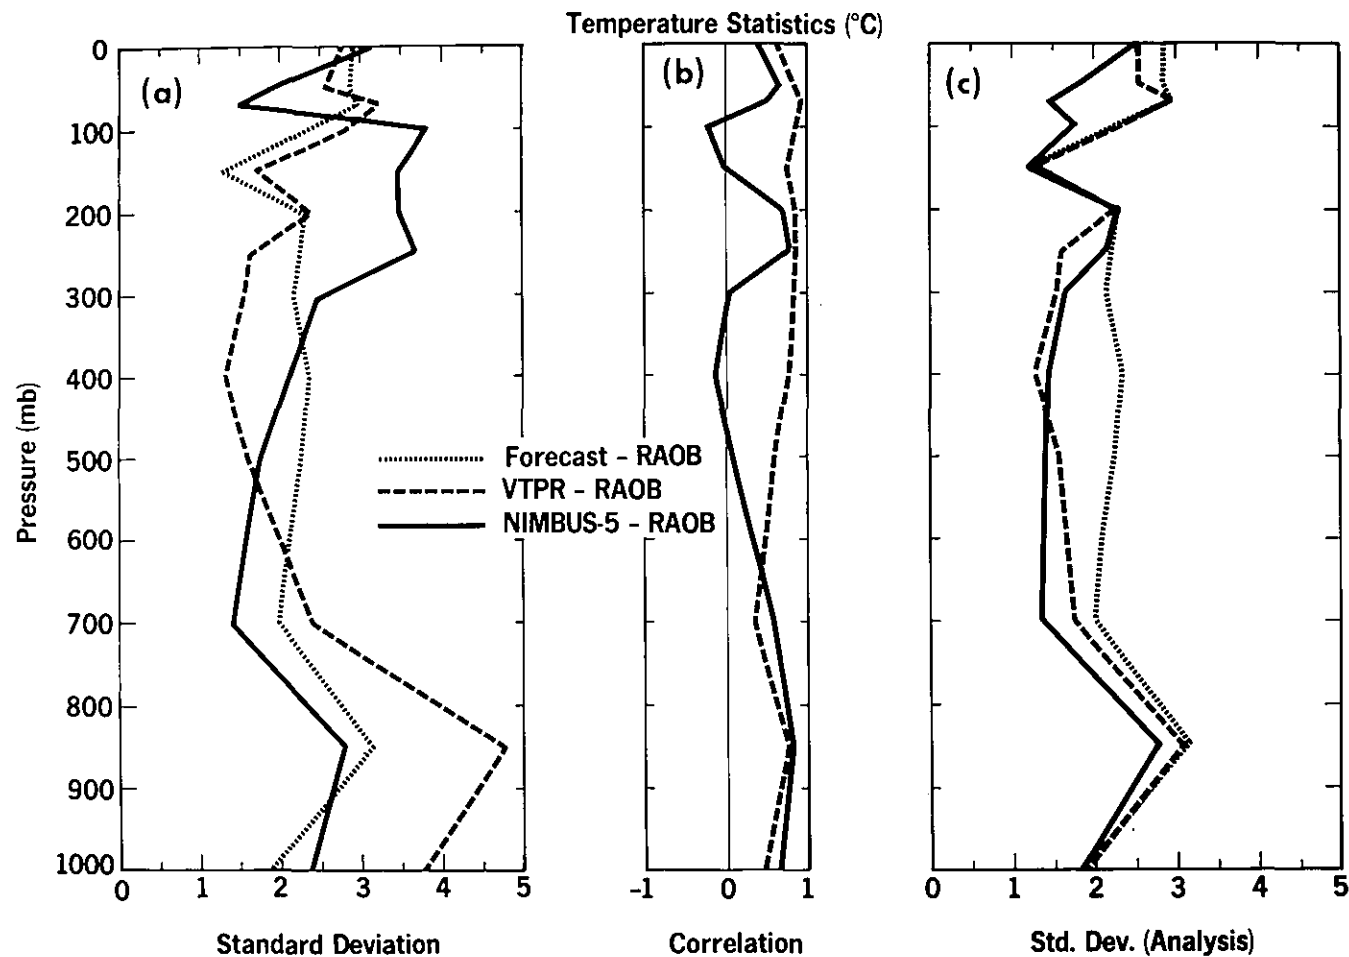 Temperature Statistics (°C)
(a)
(b)
(c)
0
100
200
300
400
500
600
700
800
900
1000
Pressure (mb)
Forecast - RAOB
VTPR - RAOB
NIMBUS-5 - RAOB
0 1 2 3 4 5
-1 0 1
0 1 2 3 4 5
Standard Deviation
Correlation
Std. Dev. (Analysis)